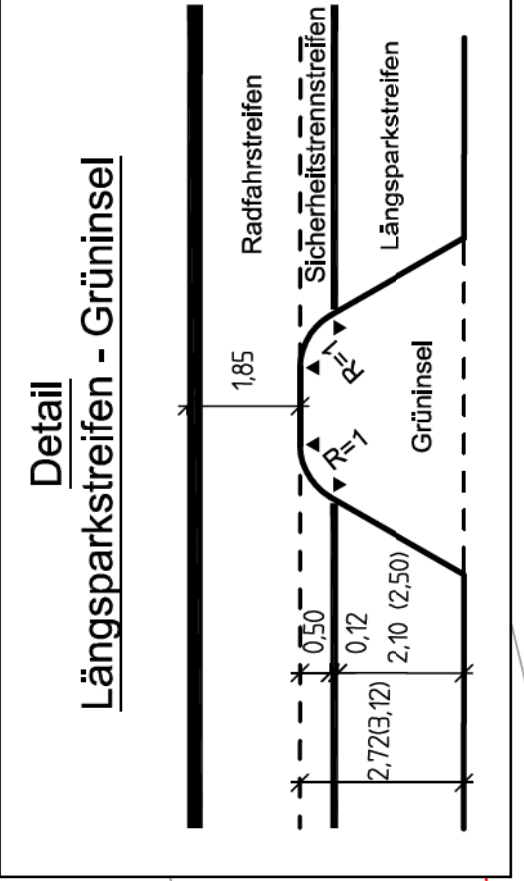 Detail
Längsparkstreifen - Grüninsel
Radfahrstreifen
1,85
Sicherheitstrennstreifen
Längsparkstreifen
R=1
R=1
Grüninsel
0,50
0,12
2,10 (2,50)
2,72(3,12)